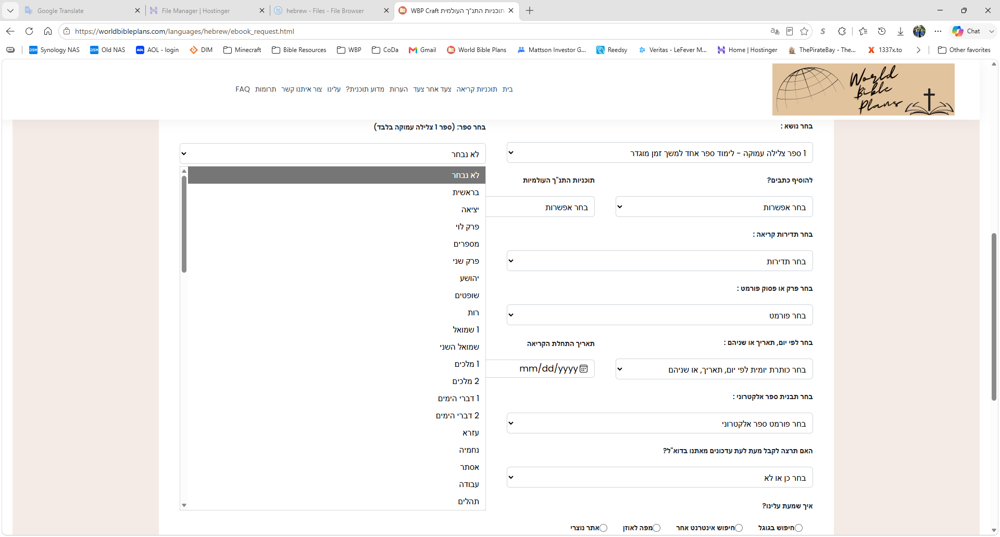 Google Translate
File Manager | Hostinger
hebrew - Files - File Browser
WBP Craft תוכניות התנ"ך העולמית
https://worldbibleplans.com/languages/hebrew/ebook_request.html
Chat
Synology NAS
Old NAS
AOL - login
DIM
Minecraft
Bible Resources
WBP
CoDa
Gmail
World Bible Plans
Mattson Investor G...
Reedsy
Veritas - LeFever M...
Home | Hostinger
ThePirateBay - The...
1337x.to
Other favorites
World
Bible
Plans
בית תוכניות קריאה צעד אחר צעד הערות מדוע תוכנית? עלינו צור איתנו קשר תרומות FAQ
בחר נושא :
1 ספר צלילה עמוקה - לימוד ספר אחד למשך זמן מוגדר
בחר ספר: (ספר 1 צלילה עמוקה בלבד)
לא נבחר
לא נבחר
בראשית
יציאה
פרק לוי
מספרים
פרק שני
יהושע
שופטים
רות
1 שמואל
שמואל השני
1 מלכים
2 מלכים
1 דברי הימים
2 דברי הימים
עזרא
נחמיה
אסתר
עבודה
תהלים
להוסיף כתבים?
בחר אפשרות
תוכניות התנ"ך העולמיות
בחר אפשרות
בחר תדירות קריאה :
בחר תדירות
בחר פרק או פסוק פורמט :
בחר פורמט
בחר לפי יום, תאריך או שניהם :
בחר כותרת יומית לפי יום, תאריך, או שניהם
תאריך התחלת הקריאה
mm/dd/yyyy
בחר תבנית ספר אלקטרוני :
בחר פורמט ספר אלקטרוני
האם תרצה לקבל מעת לעת עדכונים מאתנו בדוא"ל?
בחר כן או לא
איך שמעת עלינו?
חיפוש בגוגל
חיפוש אינטרנט אחר
מפה לאוזן
אתר נוצרי